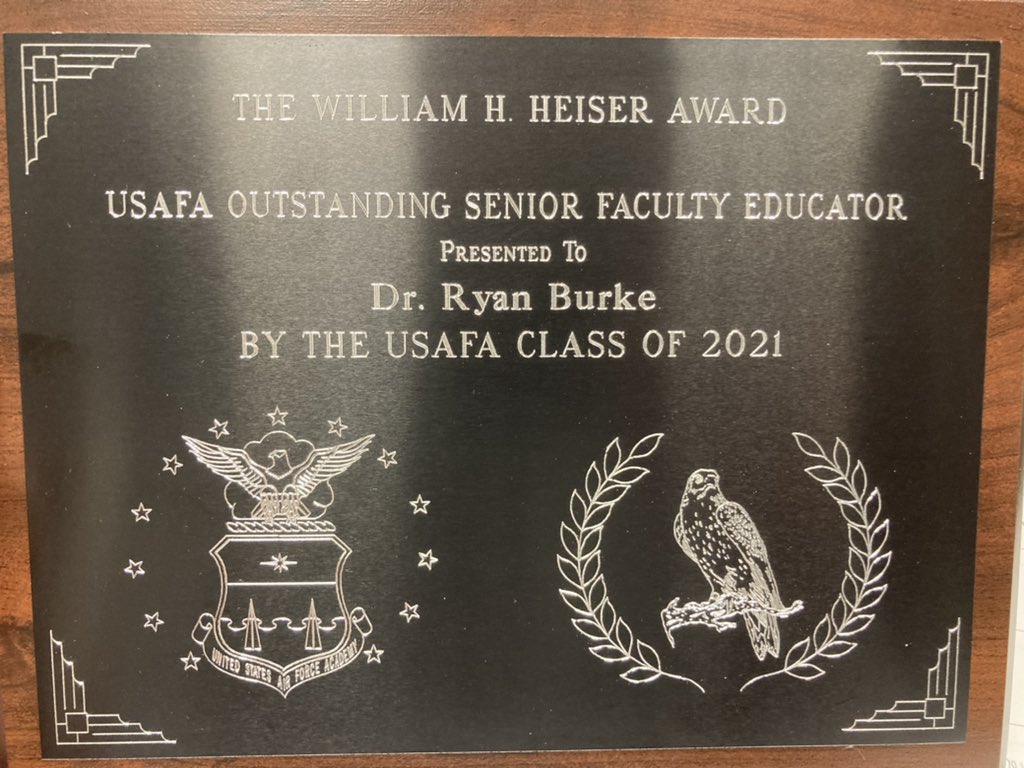 THE WILLIAM H. HEISER AWARD
USAFA OUTSTANDING SENIOR FACULTY EDUCATOR
PRESENTED TO
Dr. Ryan Burke
BY THE USAFA CLASS OF 2021
UNITED STATES AIR FORCE ACADEMY